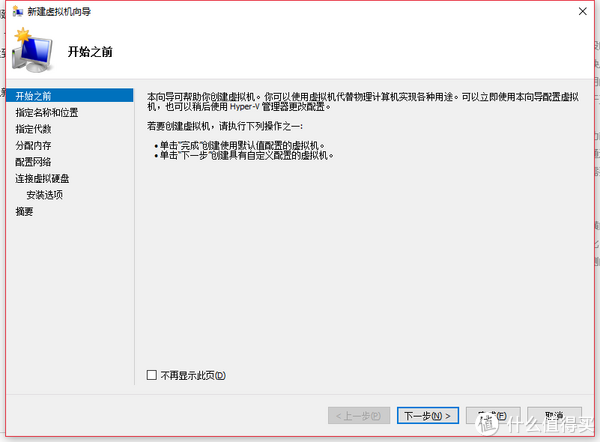 新建虚拟机向导
开始之前
开始之前
指定名称和位置
指定代数
分配内存
配置网络
连接虚拟硬盘
安装选项
摘要
本向导可帮助你创建虚拟机。你可以使用虚拟机代替物理计算机实现各种用途。可以立即使用本向导配置虚拟
机，也可以稍后使用 Hyper-V 管理器更改配置。
若要创建虚拟机，请执行下列操作之一:
•单击"完成"创建使用默认值配置的虚拟机。
•单击"下一步"创建具有自定义配置的虚拟机。
不再显示此页(D)
< 上一步(P)
下一步(N) >
取消
值 什么值得买